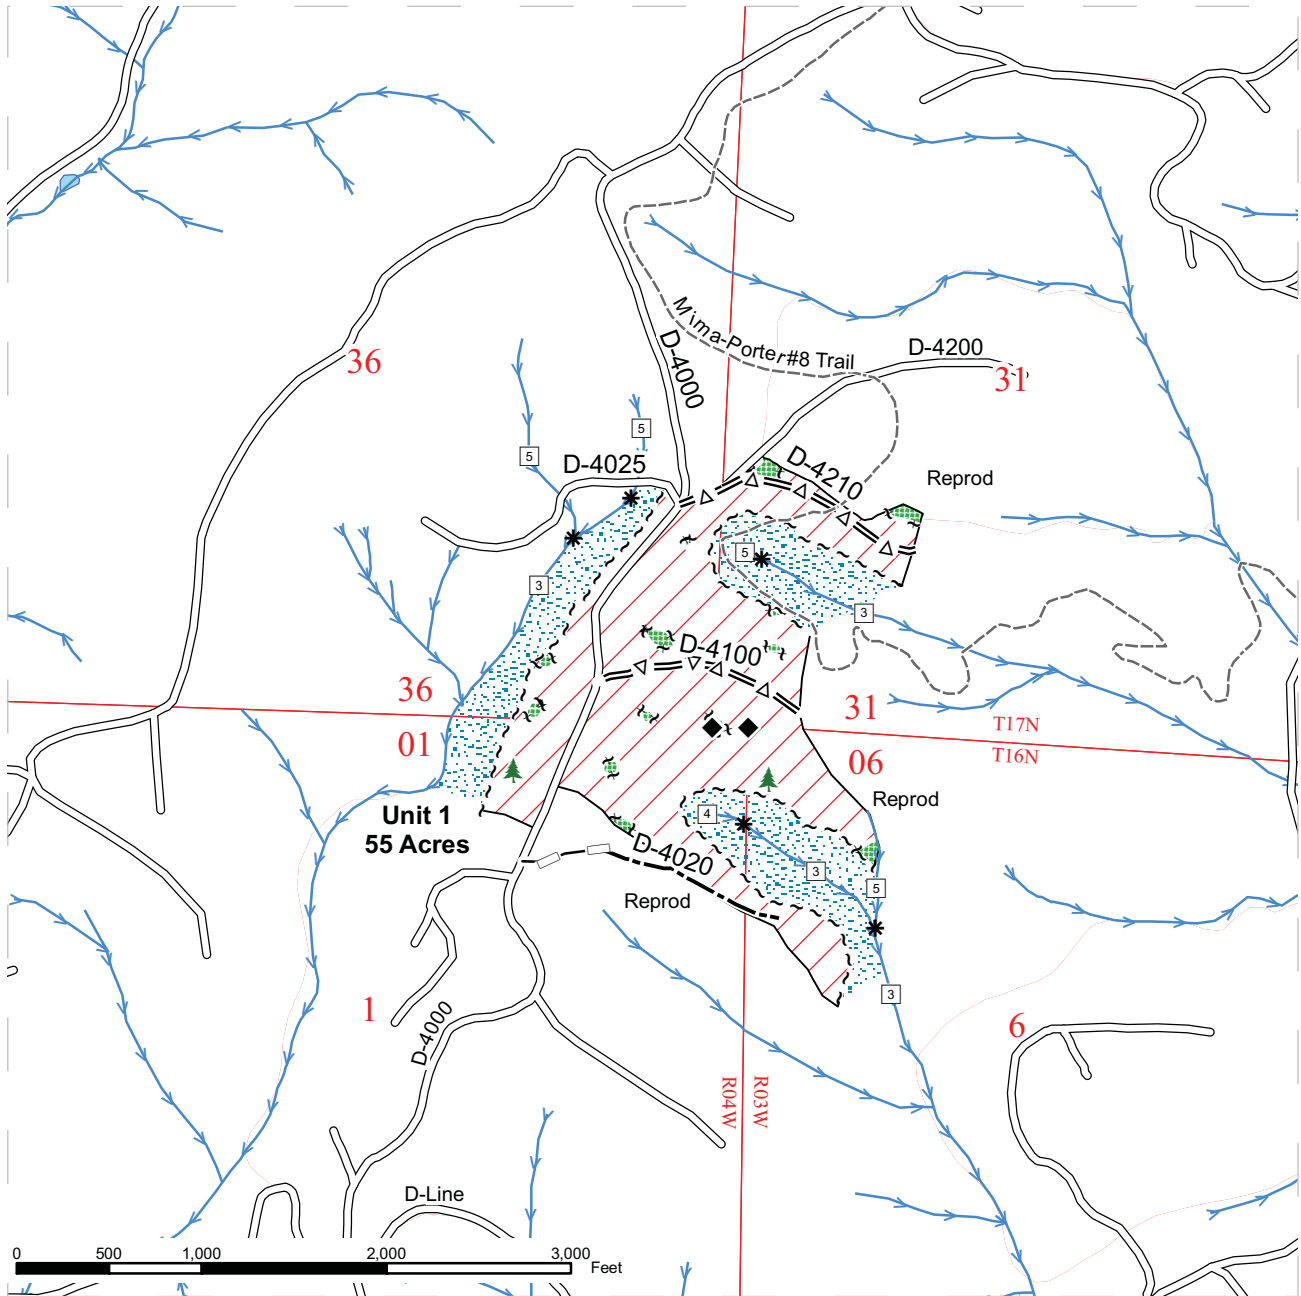 Mima-Porter#8 Trail
D-4000
D-4200
36
31
5
5
D-4025
D-4210
Reprod
5
3
3
D-4100
36
31
T17N
01
06
T16N
Unit 1
55 Acres
Reprod
4
D-4020
3
5
Reprod
3
1
D-4000
6
R04W
R03W
D-Line
0 500 1,000 2,000 3,000
Feet